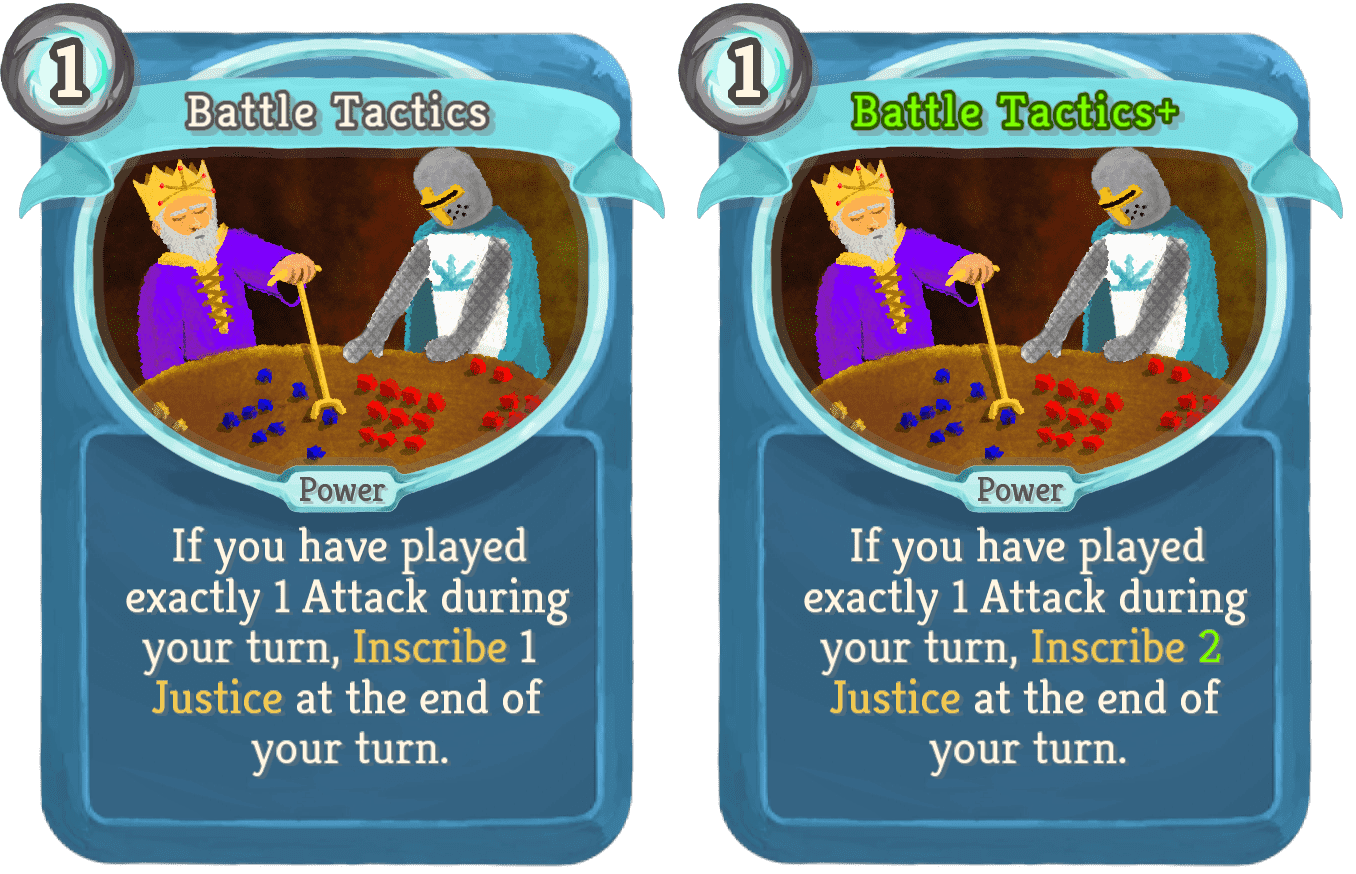 1
Battle Tactics
Power
If you have played
exactly 1 Attack during
your turn, Inscribe 1
Justice at the end of
your turn.
1
Battle Tactics+
Power
If you have played
exactly 1 Attack during
your turn, Inscribe 2
Justice at the end of
your turn.